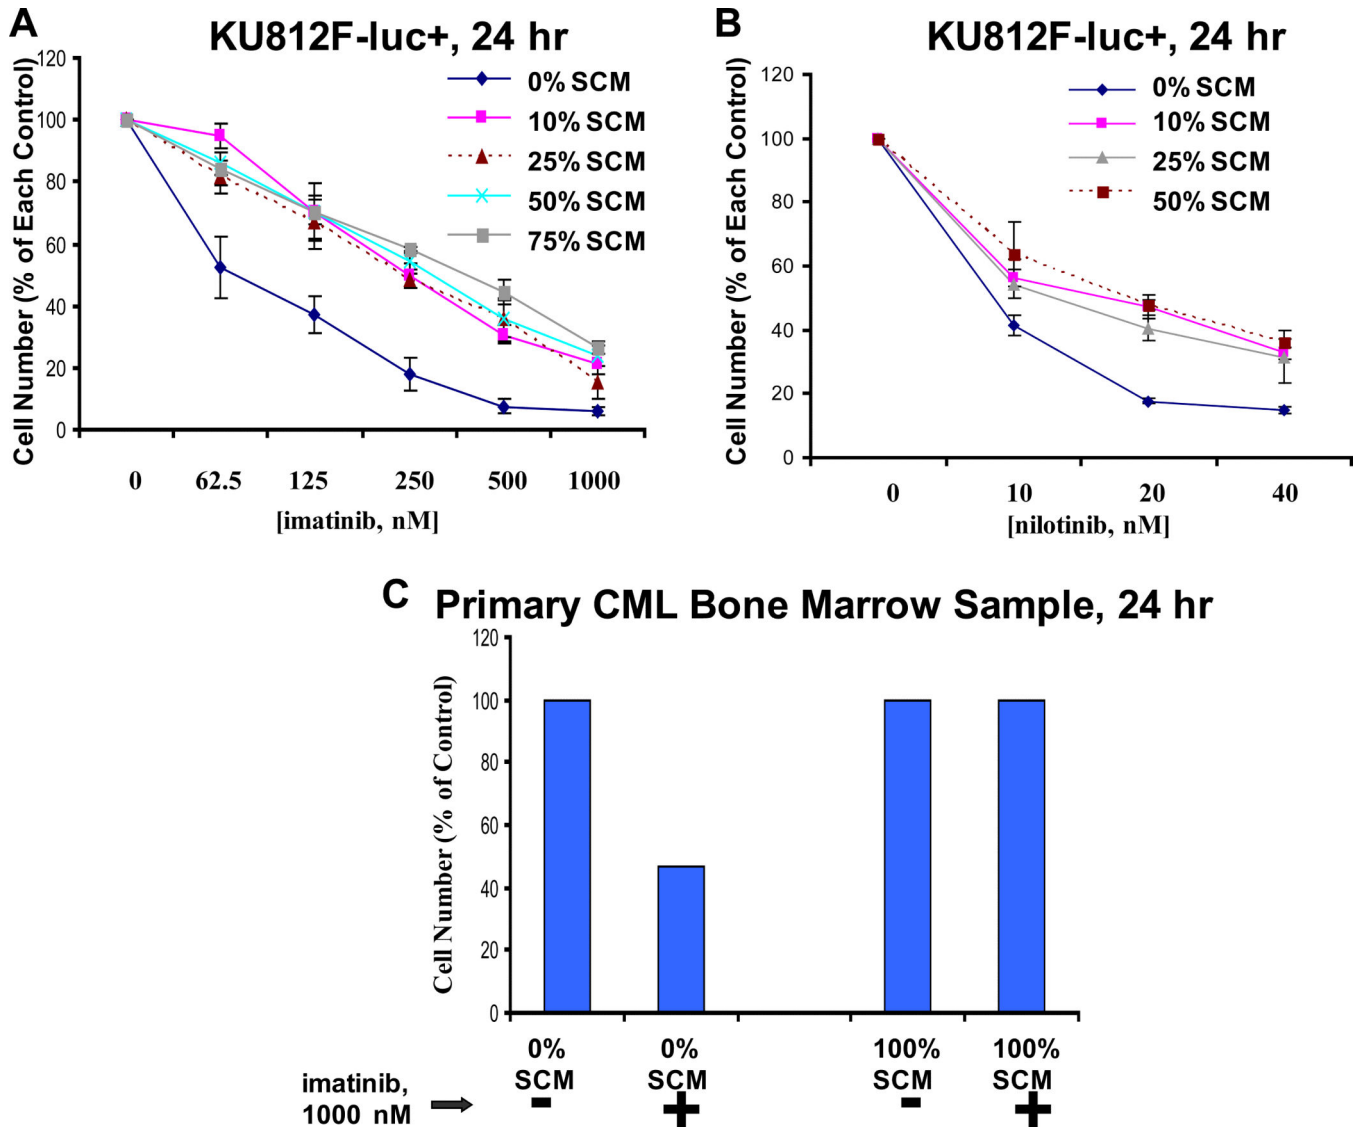 A
KU812F-luc+, 24 hr
Cell Number (% of Each Control)
120
100
80
60
40
20
0
0% SCM
10% SCM
25% SCM
50% SCM
75% SCM
0 62.5 125 250 500 1000
[imatinib, nM]
B
KU812F-luc+, 24 hr
Cell Number (% of Each Control)
120
100
80
60
40
20
0
0% SCM
10% SCM
25% SCM
50% SCM
0 10 20 40
[nilotinib, nM]
C
Primary CML Bone Marrow Sample, 24 hr
Cell Number (% of Control)
120
100
80
60
40
20
0
0% 0% 100% 100%
SCM SCM SCM SCM
imatinib,
1000 nM
- + - +